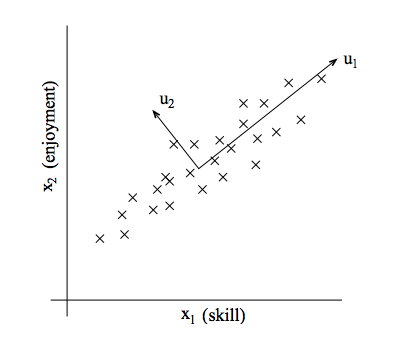 u₁
u₂
x₂ (enjoyment)
x₁ (skill)